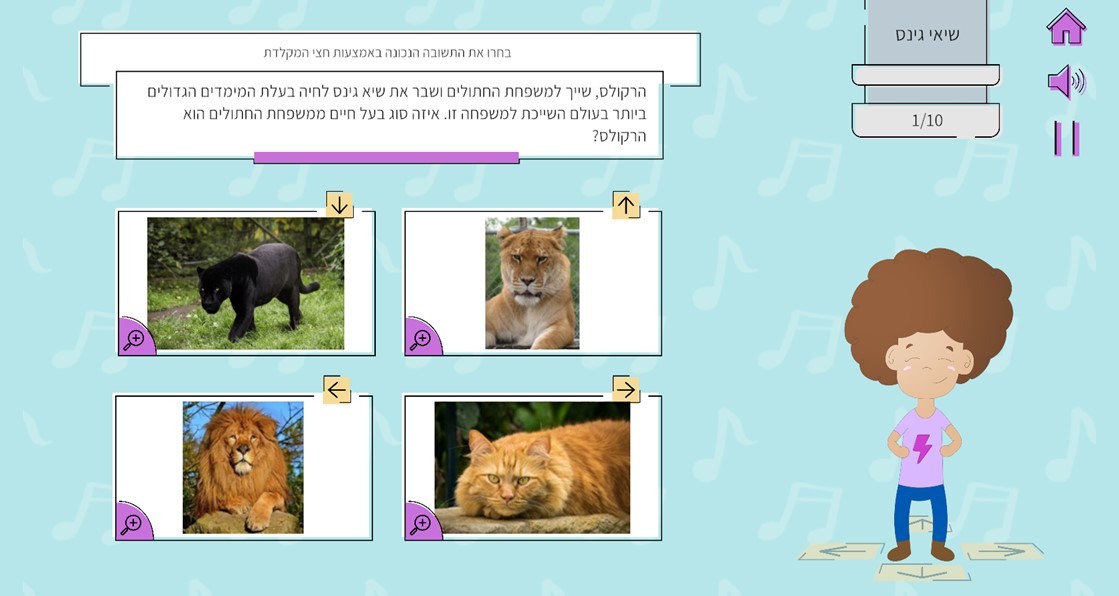 שיאי גינס
בחרו את התשובה הנכונה באמצעות חצי המקלדת
הרקולס, שייך למשפחת החתולים ושבר את שיא גינס לחיה בעלת המימדים הגדולים
ביותר בעולם השייכת למשפחה זו. איזה סוג בעל חיים ממשפחת החתולים הוא
הרקולס?
1/10